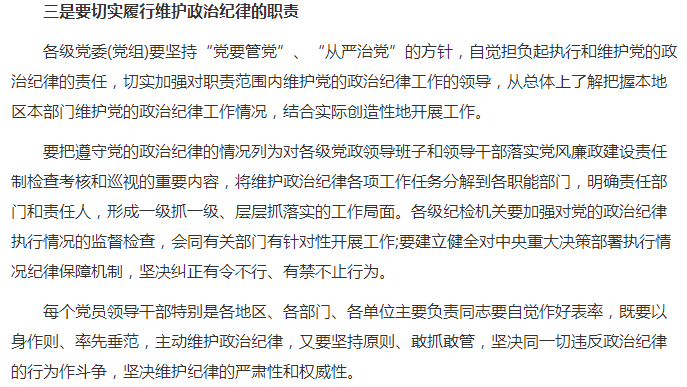 三是要切实履行维护政治纪律的职责
各级党委(党组)要坚持“党要管党”、“从严治党”的方针，自觉担负起执行和维护党的政
治纪律的责任，切实加强对职责范围内维护党的政治纪律工作的领导，从总体上了解把握本地
区本部门维护党的政治纪律工作情况，结合实际创造性地开展工作。
要把遵守党的政治纪律的情况列为对各级党政领导班子和领导干部落实党风廉政建设责任
制检查考核和巡视的重要内容，将维护政治纪律各项工作任务分解到各职能部门，明确责任部
门和责任人，形成一级抓一级、层层抓落实的工作局面。各级纪检机关要加强对党的政治纪律
执行情况的监督检查，会同有关部门有针对性开展工作;要建立健全对中央重大决策部署执行情
况纪律保障机制，坚决纠正有令不行、有禁不止行为。
每个党员领导干部特别是各地区、各部门、各单位主要负责同志要自觉作好表率，既要以
身作则、率先垂范，主动维护政治纪律，又要坚持原则、敢抓敢管，坚决同一切违反政治纪律
的行为作斗争，坚决维护纪律的严肃性和权威性。